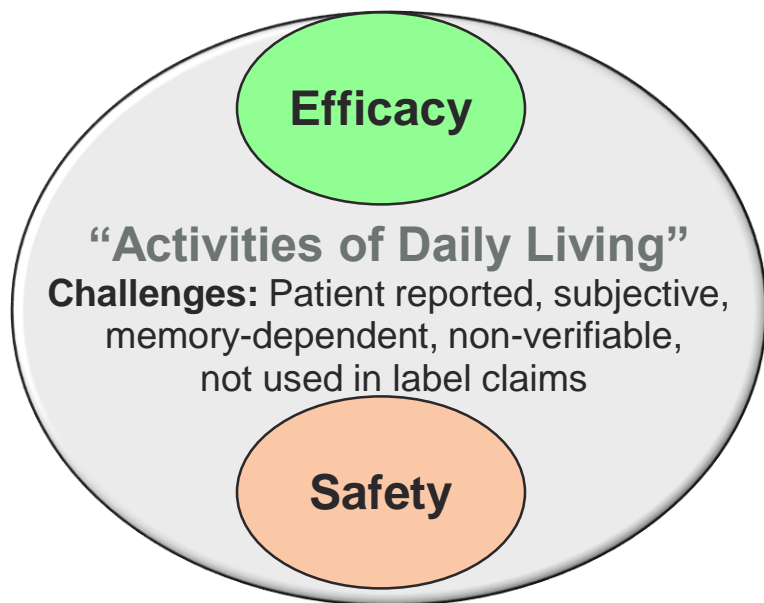 Efficacy
“Activities of Daily Living”
Challenges: Patient reported, subjective,
memory-dependent, non-verifiable,
not used in label claims
Safety